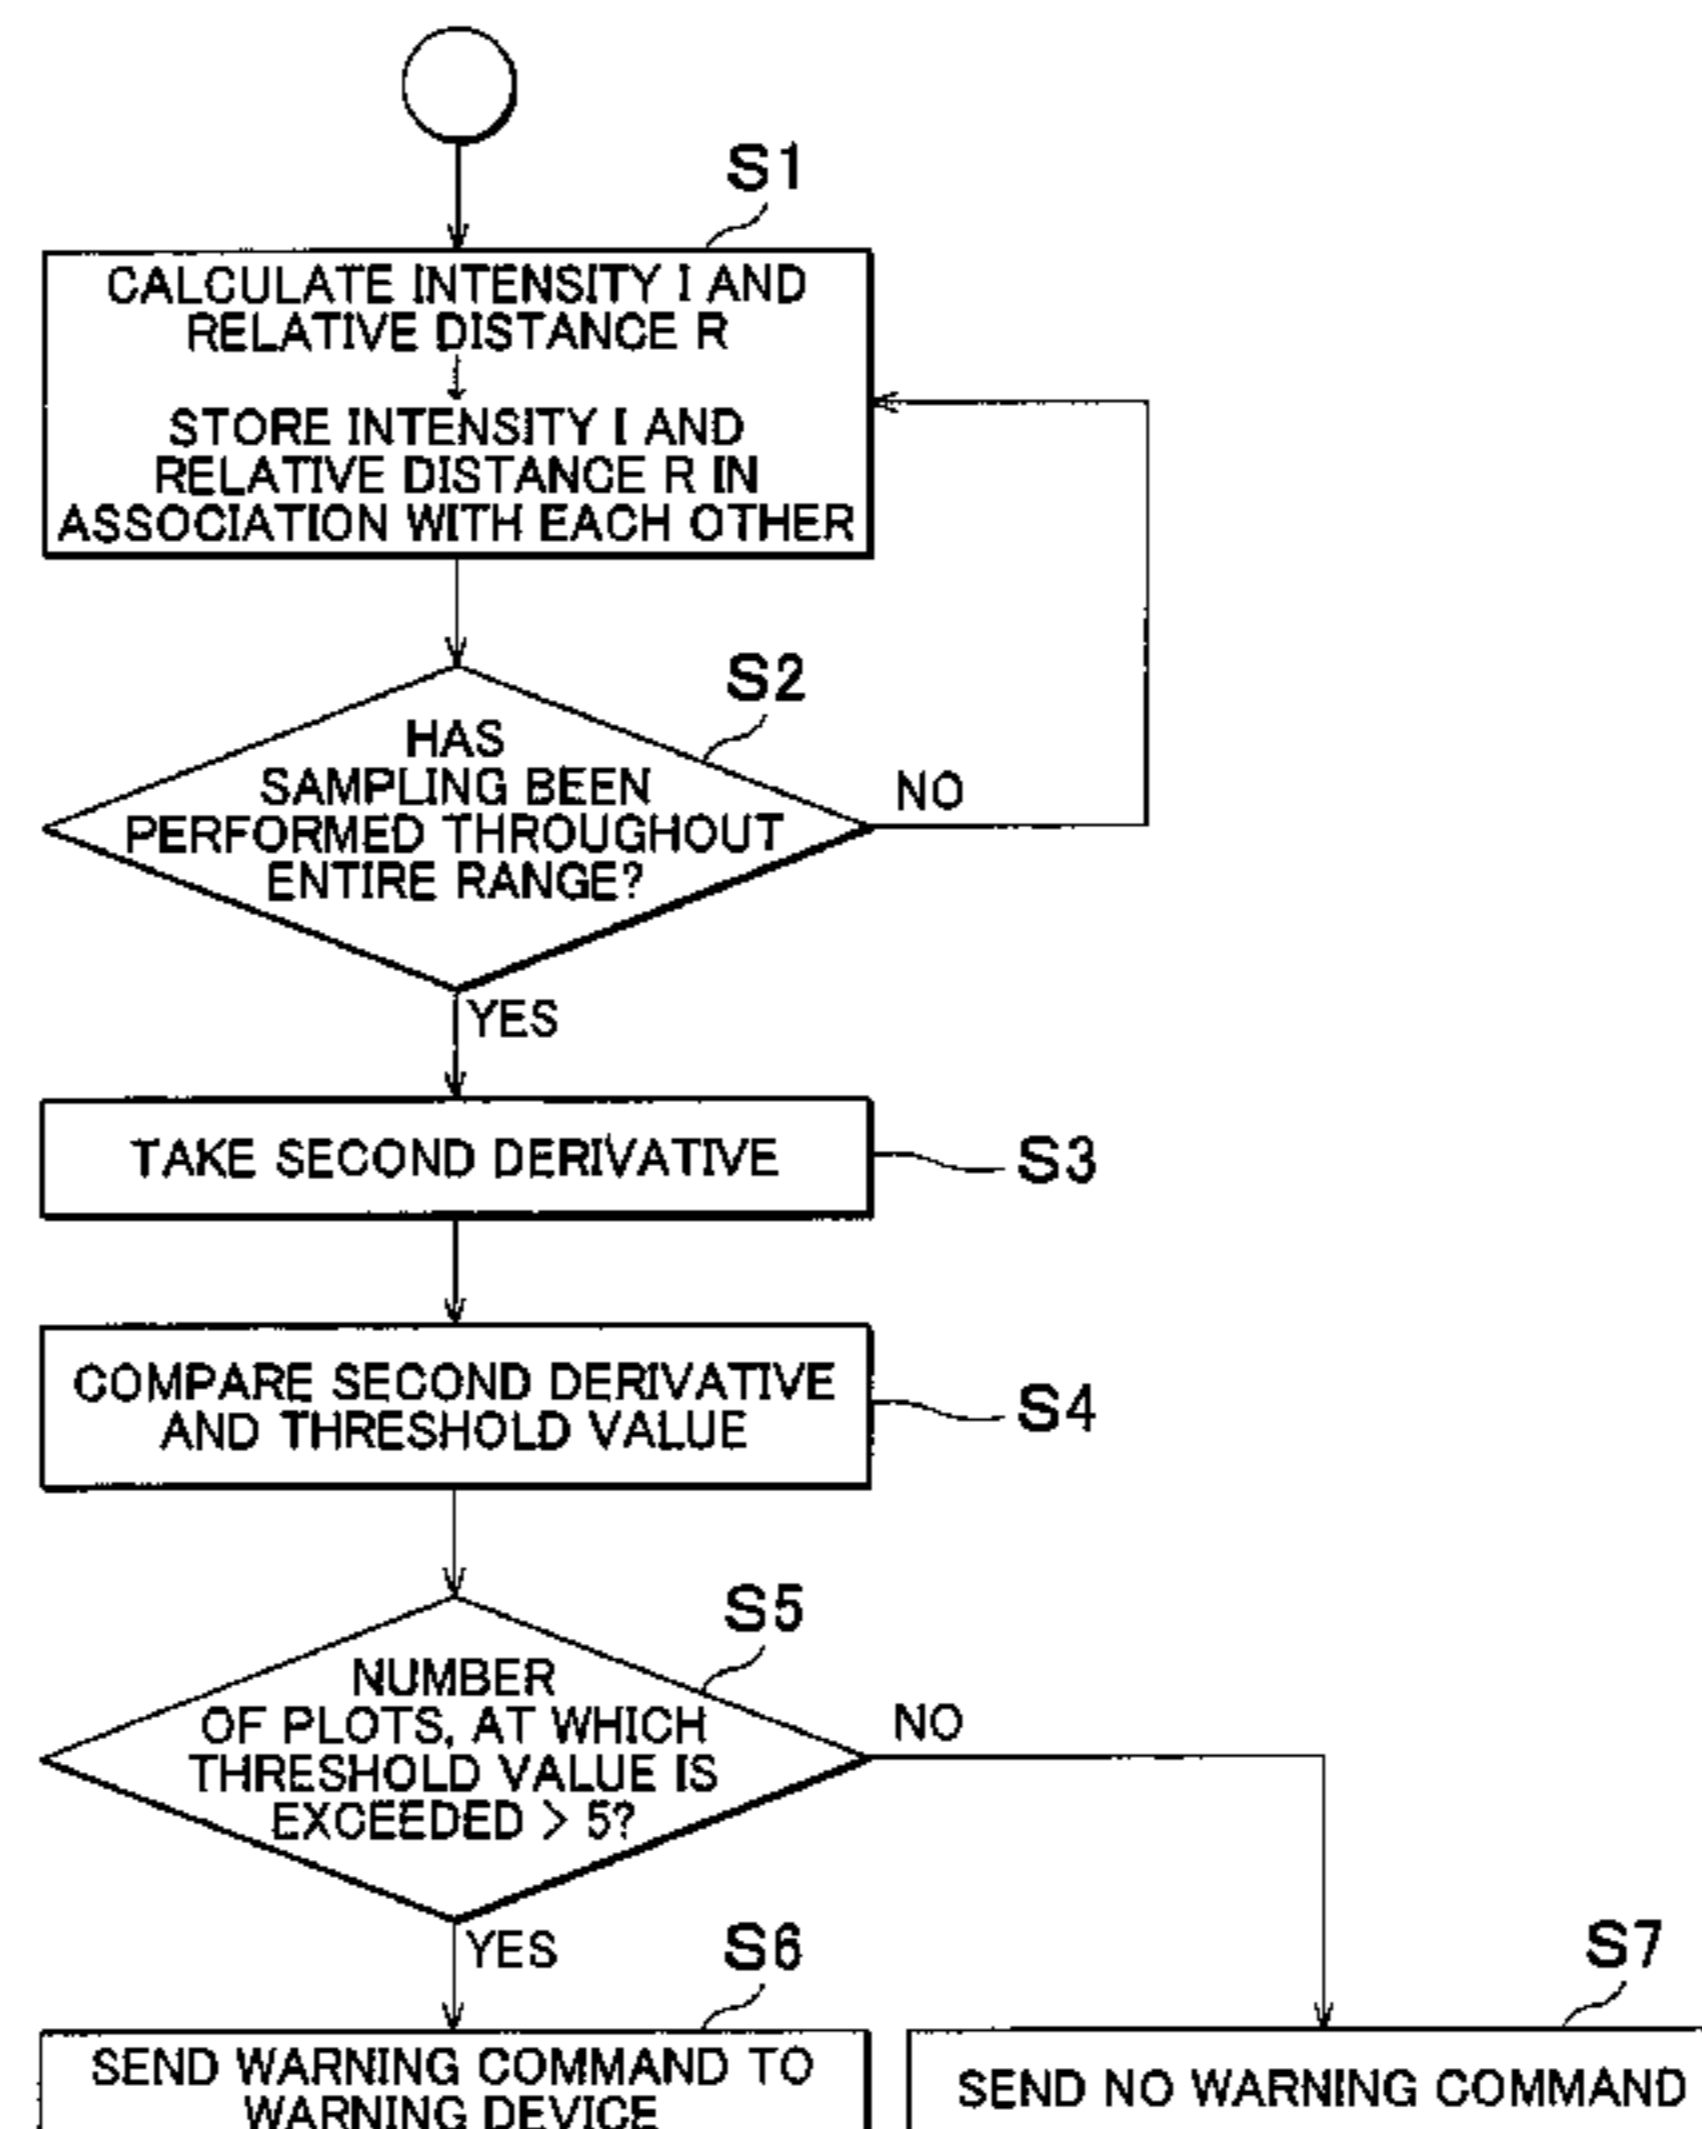 S1
CALCULATE INTENSITY I AND
RELATIVE DISTANCE R
STORE INTENSITY I AND
RELATIVE DISTANCE R IN
ASSOCIATION WITH EACH OTHER
S2
HAS
SAMPLING BEEN
PERFORMED THROUGHOUT
ENTIRE RANGE?
NO
YES
TAKE SECOND DERIVATIVE
S3
COMPARE SECOND DERIVATIVE
AND THRESHOLD VALUE
S4
S5
NUMBER
OF PLOTS, AT WHICH
THRESHOLD VALUE IS
EXCEEDED > 5?
NO
YES
S6
SEND WARNING COMMAND TO
WARNING DEVICE
S7
SEND NO WARNING COMMAND